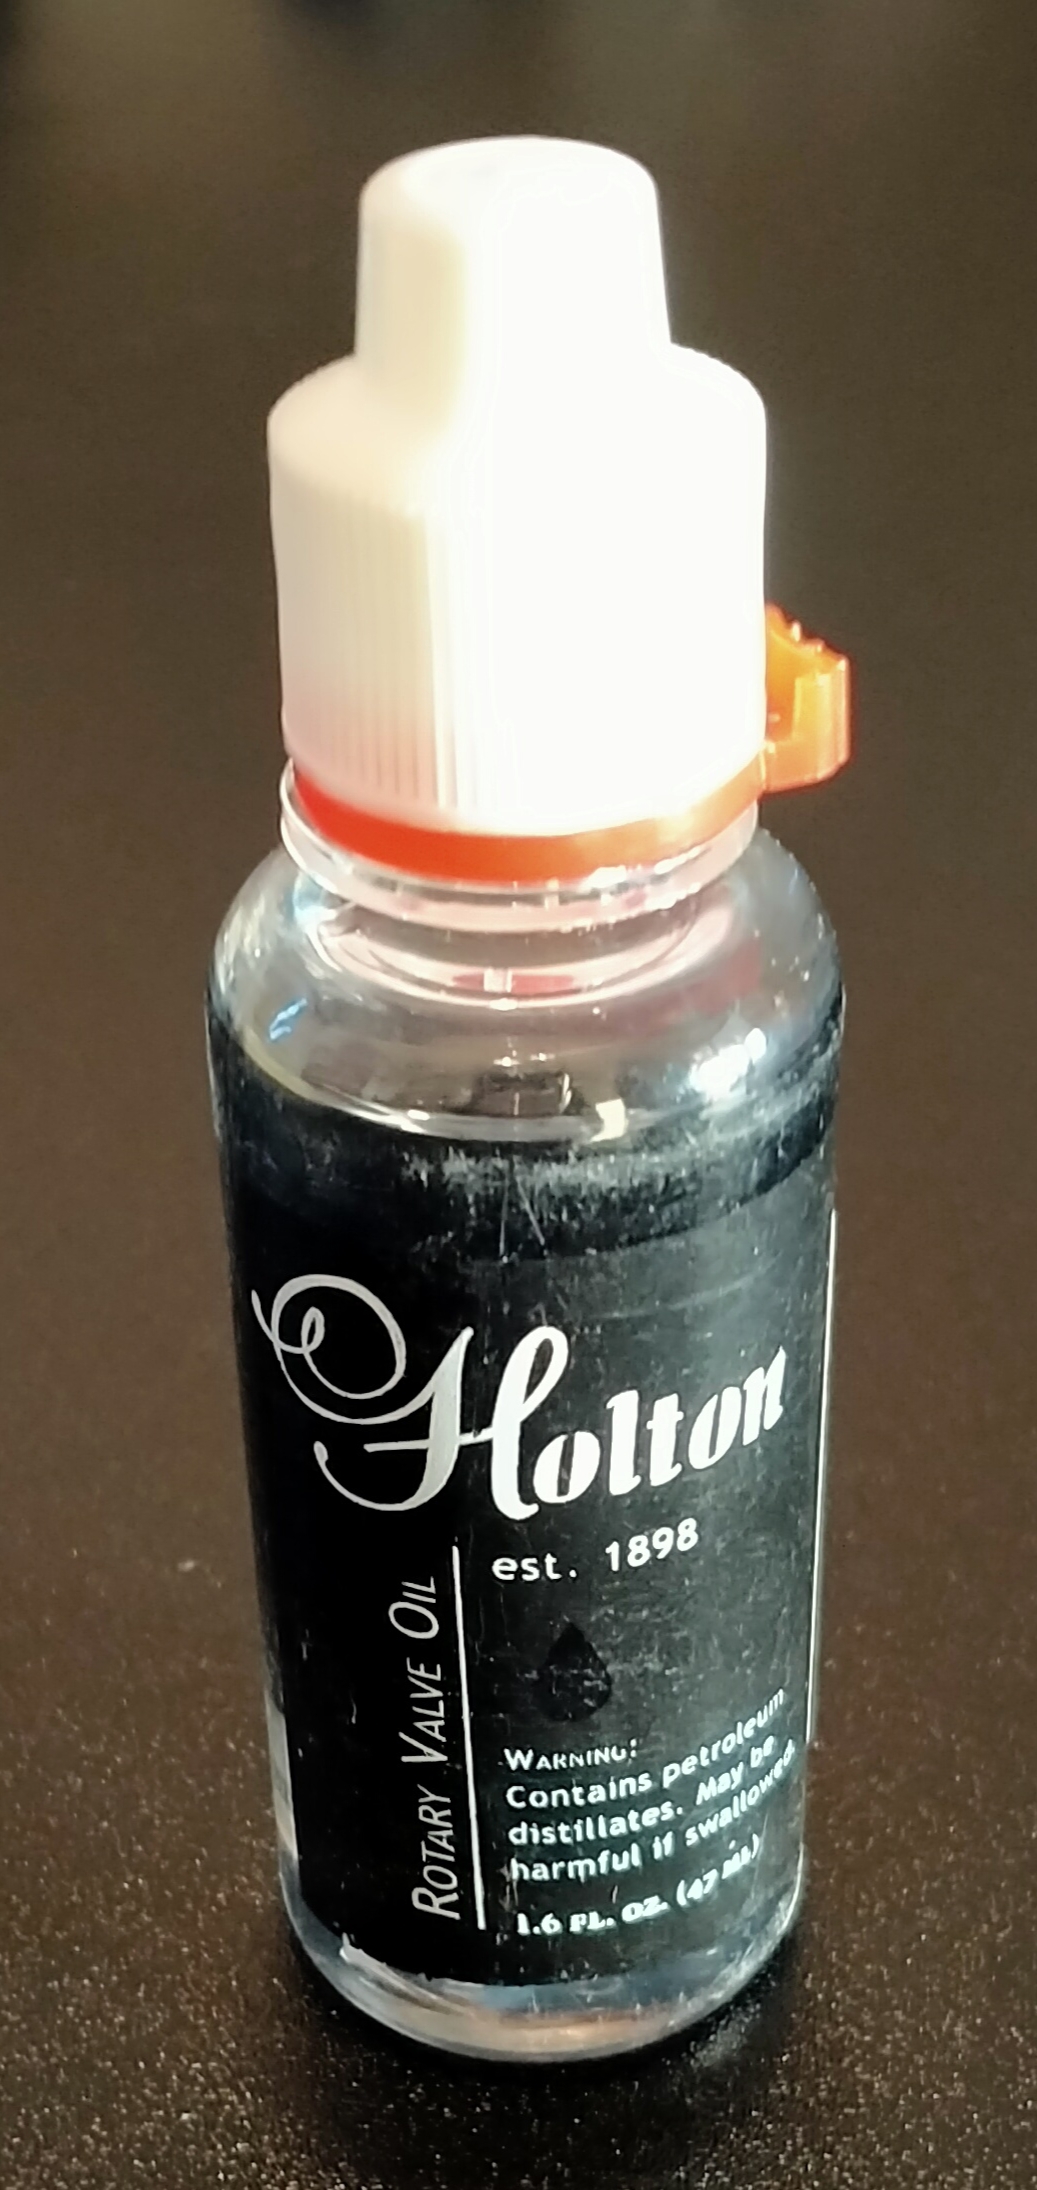 Holton
est. 1898
ROTARY VALVE OIL
WARNING:
Contains petroleum
distillates. May be
harmful if swallowed.
1.6 FL. OZ. (47 ML)